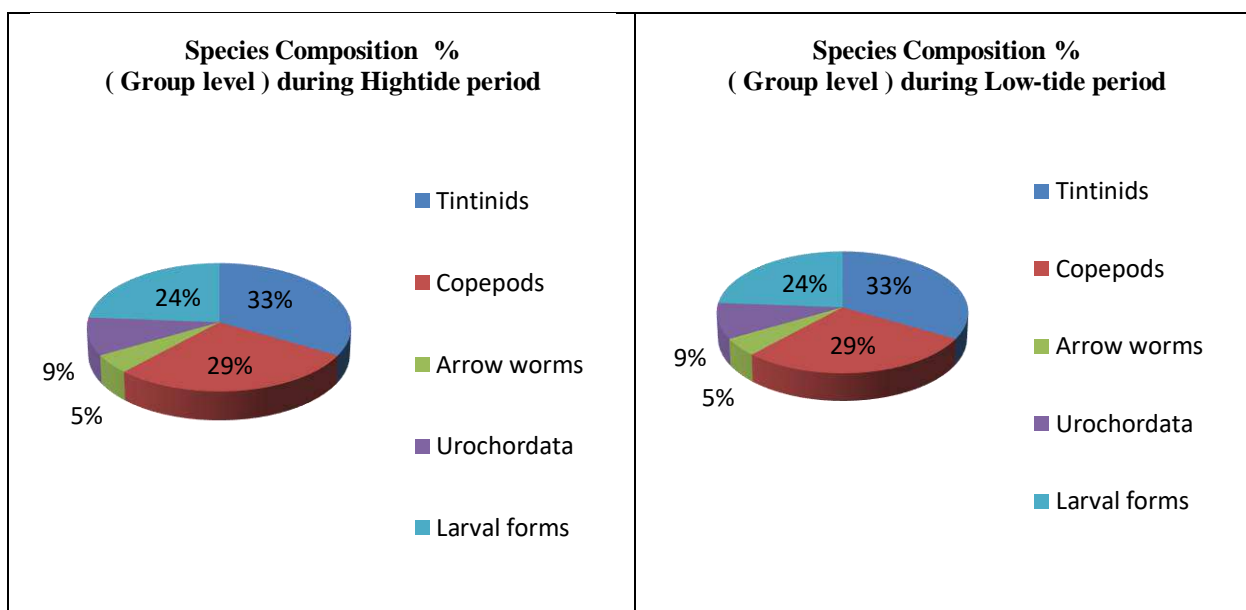 Species Composition %
( Group level ) during Hightide period
Tintinids
Copepods
Arrow worms
Urochordata
Larval forms
24%
33%
29%
9%
5%
Species Composition %
( Group level ) during Low-tide period
Tintinids
Copepods
Arrow worms
Urochordata
Larval forms
24%
33%
29%
9%
5%